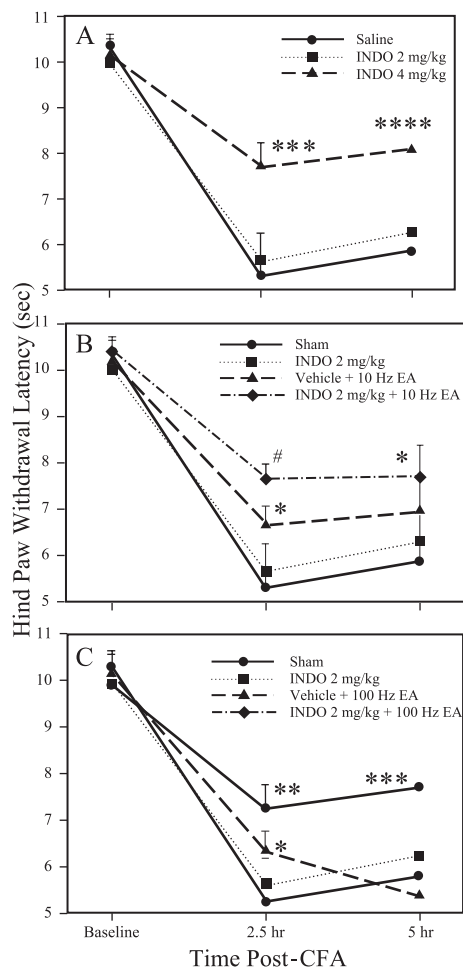 A
Saline
INDO 2 mg/kg
INDO 4 mg/kg
11
10
9
8
7
6
5
***
****
B
Sham
INDO 2 mg/kg
Vehicle + 10 Hz EA
INDO 2 mg/kg + 10 Hz EA
11
10
9
8
7
6
5
#
*
*
Hind Paw Withdrawal Latency (sec)
C
Sham
INDO 2 mg/kg
Vehicle + 100 Hz EA
INDO 2 mg/kg + 100 Hz EA
11
10
9
8
7
6
5
**
***
*
Baseline
2.5 hr
5 hr
Time Post-CFA